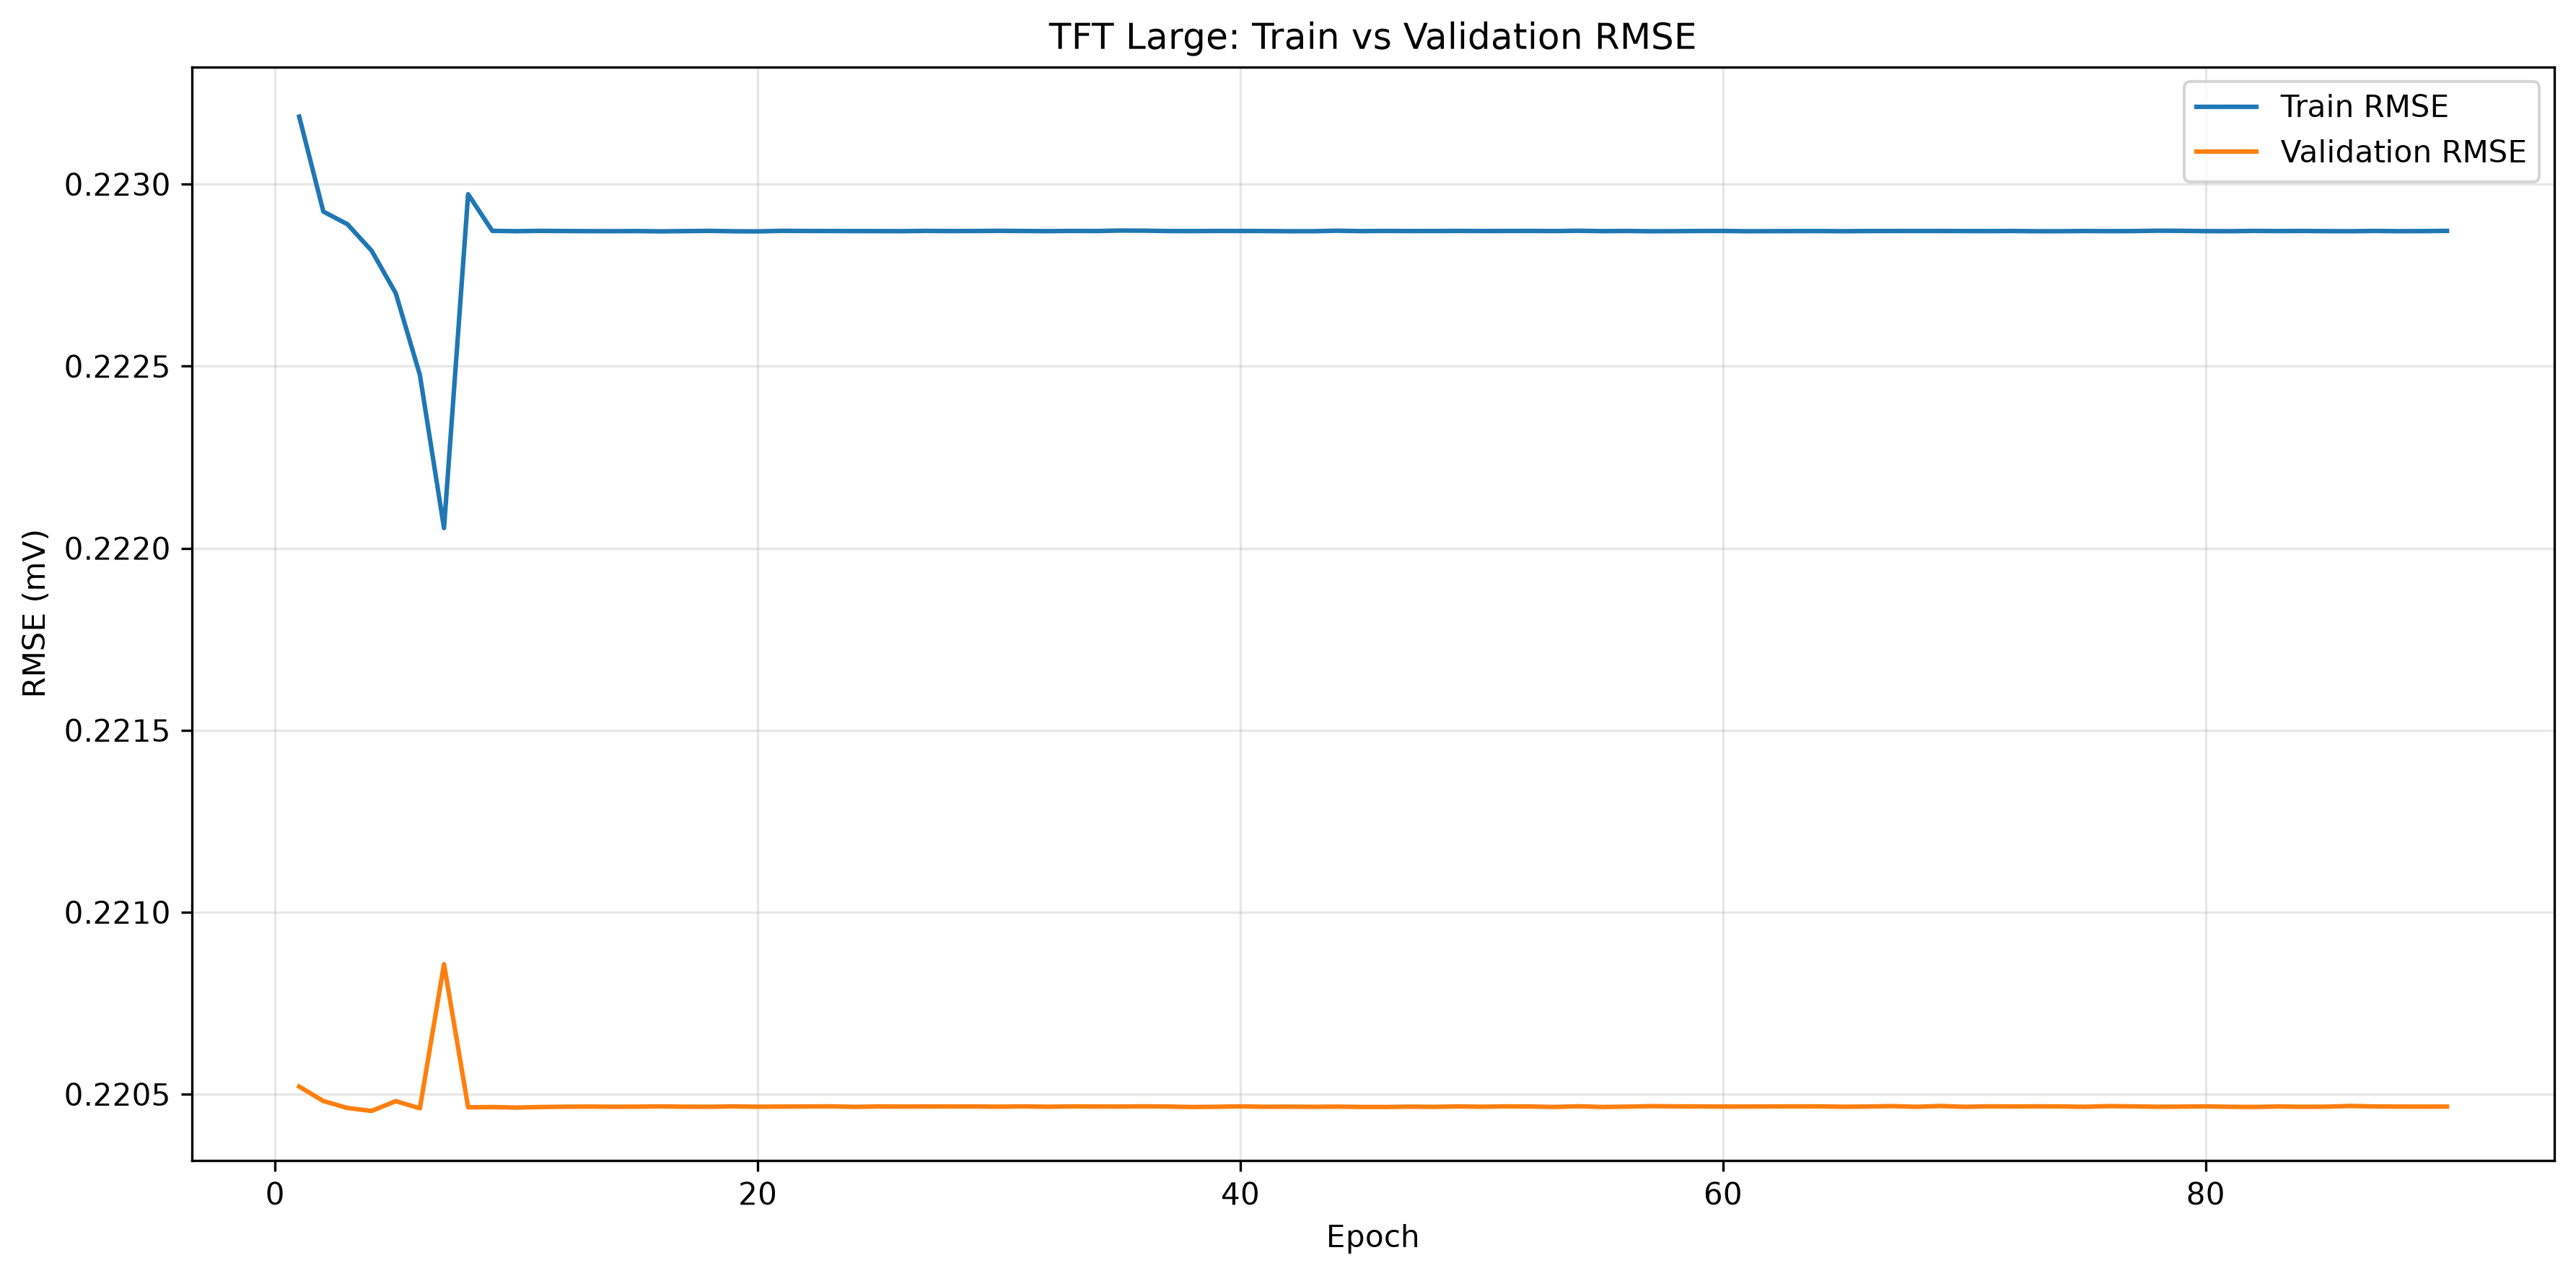 TFT Large: Train vs Validation RMSE
Train RMSE
Validation RMSE
0.2230
0.2225
0.2220
0.2215
0.2210
0.2205
RMSE (mV)
0 20 40 60 80
Epoch